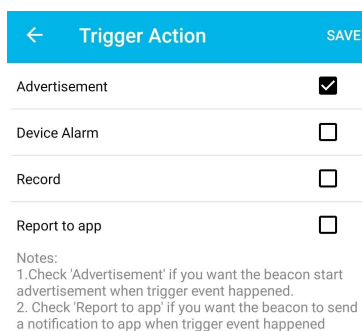 Trigger Action
SAVE
Advertisement
Device Alarm
Record
Report to app
Notes:
1.Check 'Advertisement' if you want the beacon start
advertisement when trigger event happened.
2. Check 'Report to app' if you want the beacon to send
a notification to app when trigger event happened